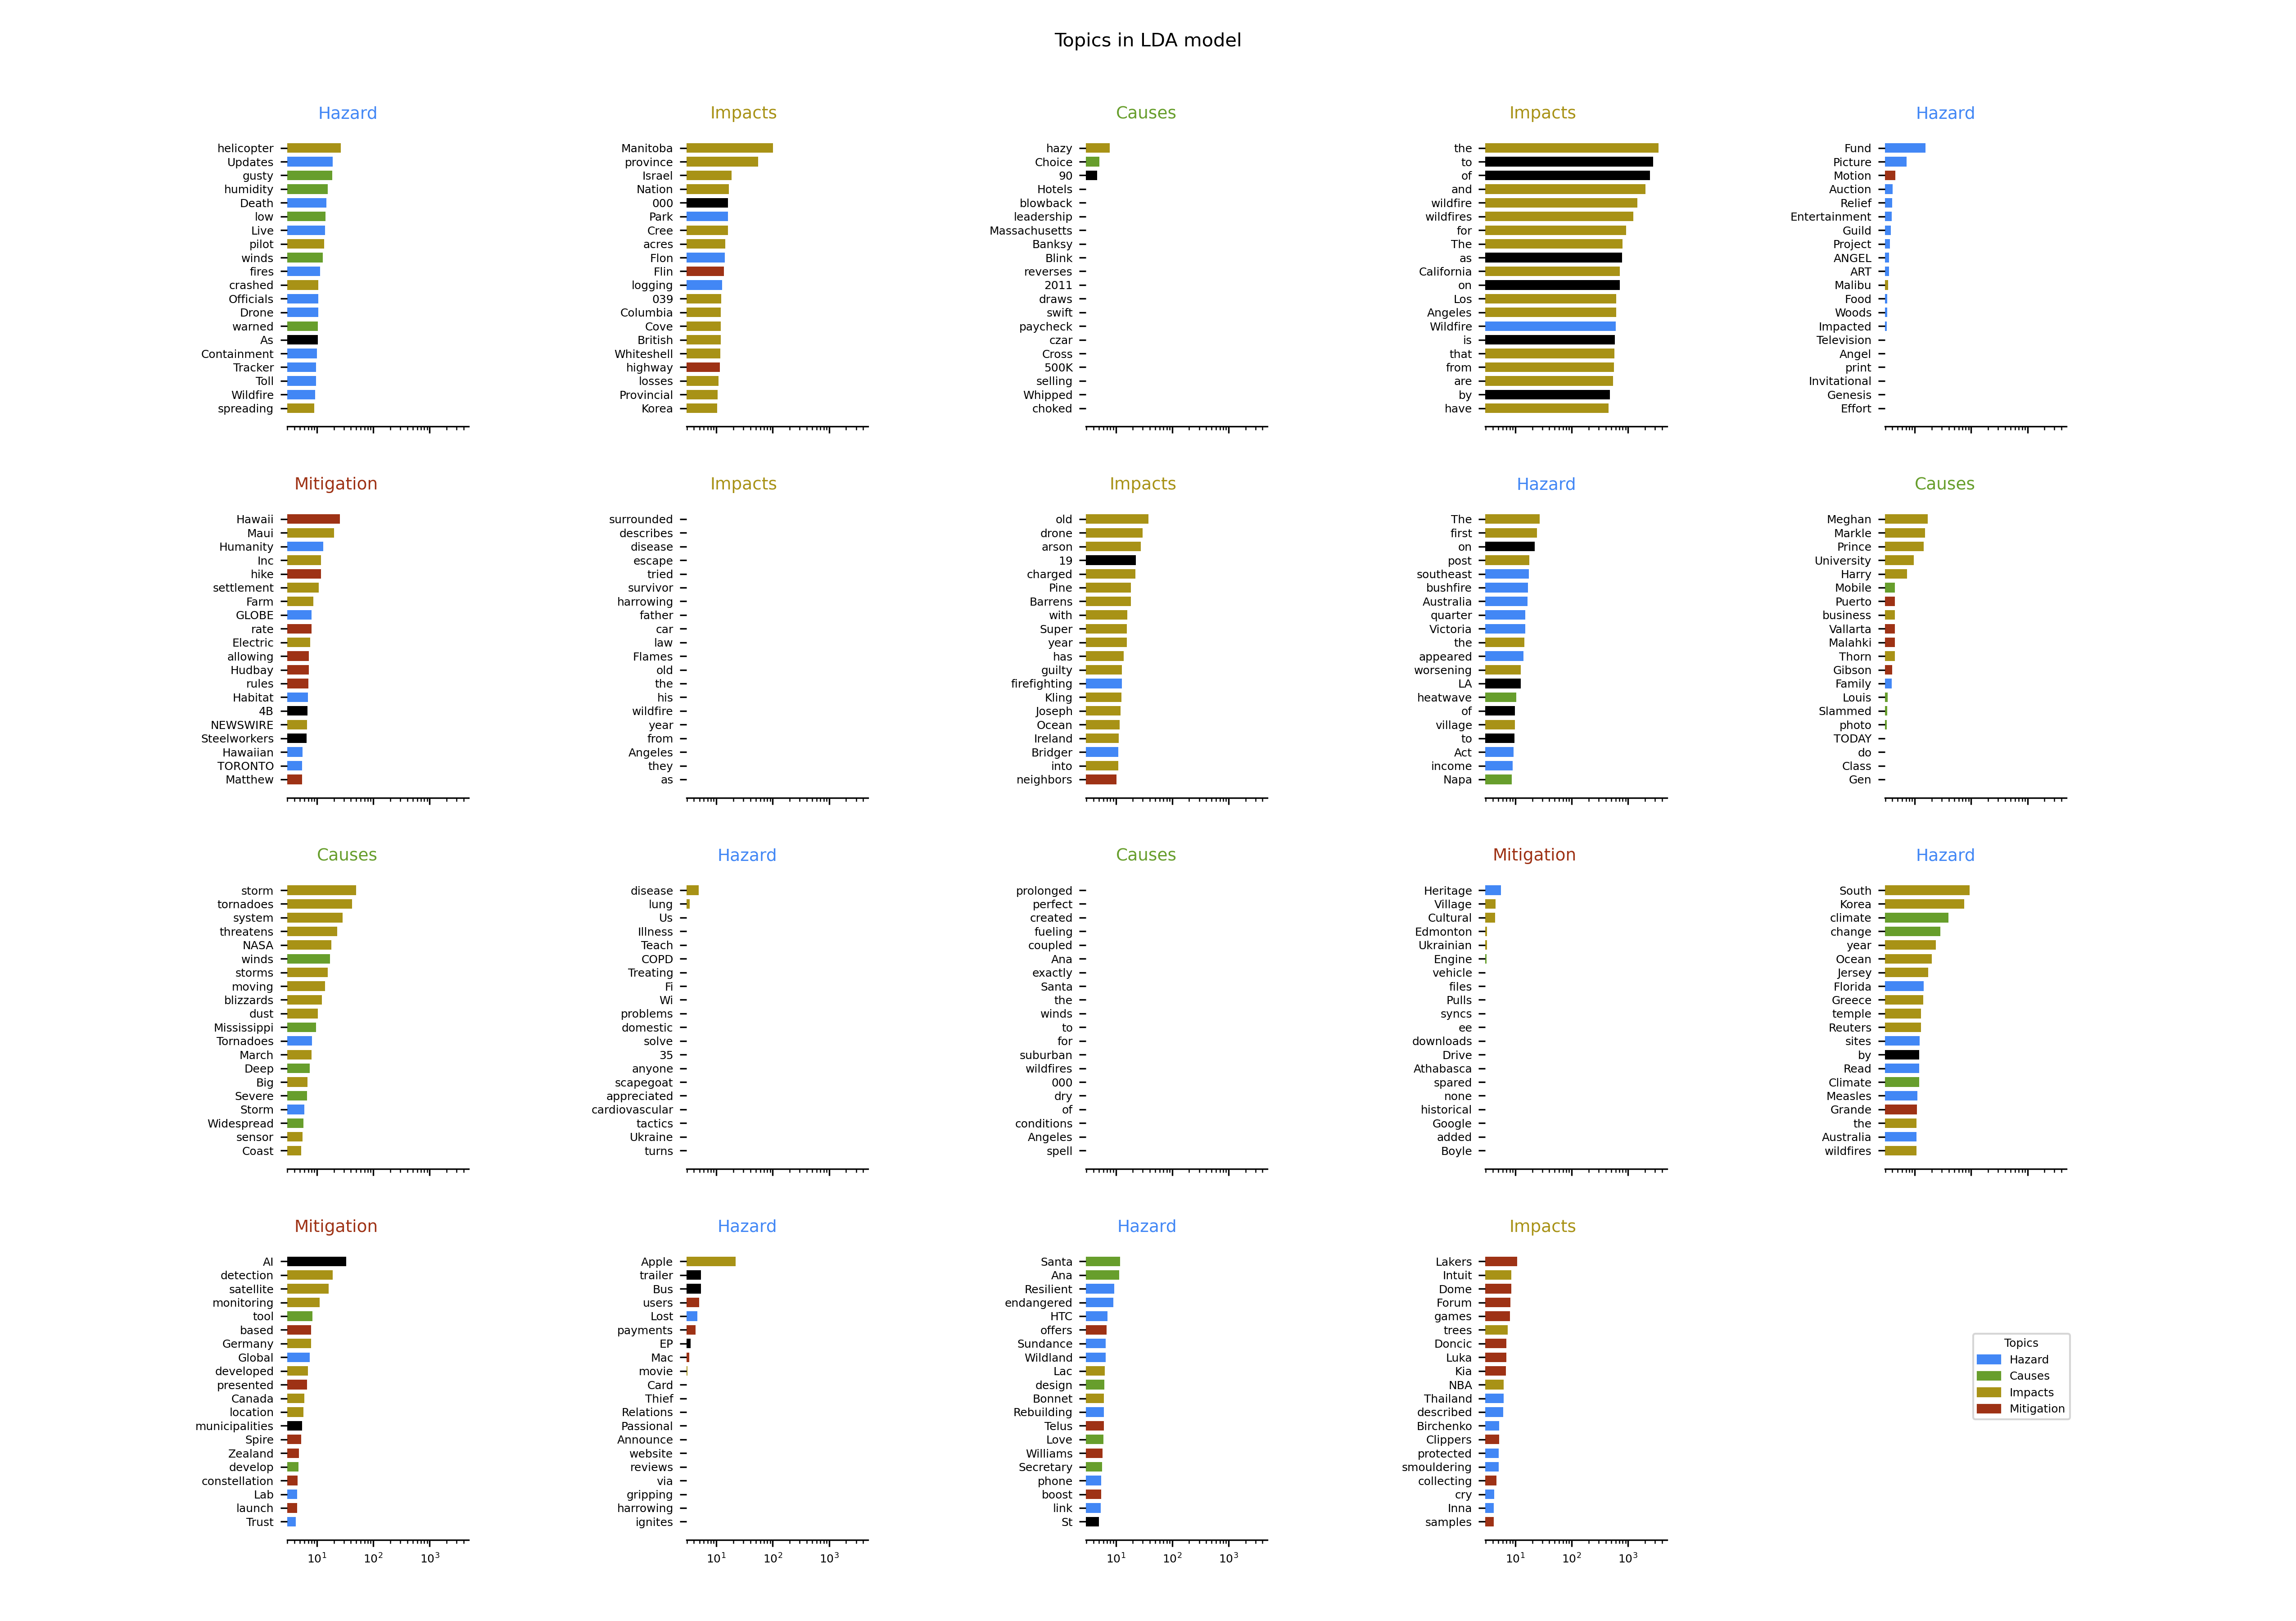 Topics in LDA model
Hazard
helicopter
Updates
gusty
humidity
Death
low
Live
pilot
winds
fires
crashed
Officials
Drone
warned
As
Containment
Tracker
Toll
Wildfire
spreading
Impacts
Manitoba
province
Israel
Nation
000
Park
Cree
acres
Flon
Flin
logging
039
Columbia
Cove
British
Whiteshell
highway
losses
Provincial
Korea
Causes
hazy
Choice
90
Hotels
blowback
leadership
Massachusetts
Banksy
Blink
reverses
2011
draws
swift
paycheck
czar
Cross
500K
selling
Whipped
choked
Impacts
the
to
of
and
wildfire
wildfires
for
The
as
California
on
Los
Angeles
Wildfire
is
that
from
are
by
have
Hazard
Fund
Picture
Motion
Auction
Relief
Entertainment
Guild
Project
ANGEL
ART
Malibu
Food
Woods
Impacted
Television
Angel
print
Invitational
Genesis
Effort
Mitigation
Hawaii
Maui
Humanity
Inc
hike
settlement
Farm
GLOBE
rate
Electric
allowing
Hudbay
rules
Habitat
4B
NEWSWIRE
Steelworkers
Hawaiian
TORONTO
Matthew
Impacts
surrounded
describes
disease
escape
tried
survivor
harrowing
father
car
law
Flames
old
the
his
wildfire
year
from
Angeles
they
as
Impacts
old
drone
arson
19
charged
Pine
Barrens
with
Super
year
has
guilty
firefighting
Kling
Joseph
Ocean
Ireland
Bridger
into
neighbors
Hazard
The
first
on
post
southeast
bushfire
Australia
quarter
Victoria
the
appeared
worsening
LA
heatwave
of
village
to
Act
income
Napa
Causes
Meghan
Markle
Prince
University
Harry
Mobile
Puerto
business
Vallarta
Malahki
Thorn
Gibson
Family
Louis
Slammed
photo
TODAY
do
Class
Gen
Causes
storm
tornadoes
system
threatens
NASA
winds
storms
moving
blizzards
dust
Mississippi
Tornadoes
March
Deep
Big
Severe
Storm
Widespread
sensor
Coast
Hazard
disease
lung
Us
Illness
Teach
COPD
Treating
Fi
Wi
problems
domestic
solve
35
anyone
scapegoat
appreciated
cardiovascular
tactics
Ukraine
turns
Causes
prolonged
perfect
created
fueling
coupled
Ana
exactly
Santa
the
winds
to
for
suburban
wildfires
000
dry
of
conditions
Angeles
spell
Mitigation
Heritage
Village
Cultural
Edmonton
Ukrainian
Engine
vehicle
files
Pulls
syncs
ee
downloads
Drive
Athabasca
spared
none
historical
Google
added
Boyle
Hazard
South
Korea
climate
change
year
Ocean
Jersey
Florida
Greece
temple
Reuters
sites
by
Read
Climate
Measles
Grande
the
Australia
wildfires
Mitigation
AI
detection
satellite
monitoring
tool
based
Germany
Global
developed
presented
Canada
location
municipalities
Spire
Zealand
develop
constellation
Lab
launch
Trust
10¹ 10² 10³
Hazard
Apple
trailer
Bus
users
Lost
payments
EP
Mac
movie
Card
Thief
Relations
Passional
Announce
website
reviews
via
gripping
harrowing
ignites
10¹ 10² 10³
Hazard
Santa
Ana
Resilient
endangered
HTC
offers
Sundance
Wildland
Lac
design
Bonnet
Rebuilding
Telus
Love
Williams
Secretary
phone
boost
link
St
10¹ 10² 10³
Impacts
Lakers
Intuit
Dome
Forum
games
trees
Doncic
Luka
Kia
NBA
Thailand
described
Birchenko
Clippers
protected
smouldering
collecting
cry
Inna
samples
10¹ 10² 10³
Topics
Hazard
Causes
Impacts
Mitigation